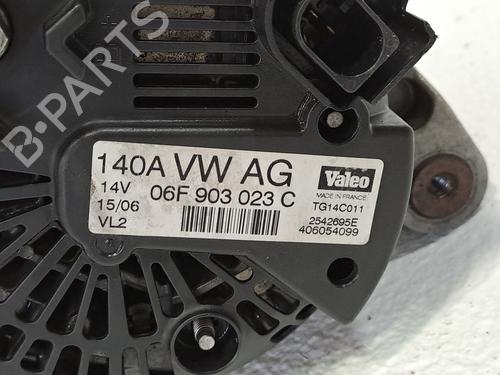 B-PARTS
140A VW AG
14V 06F 903 023 C
15/06
VL2
Valeo
MADE IN FRANCE
TG14C011
2542695E
406054099